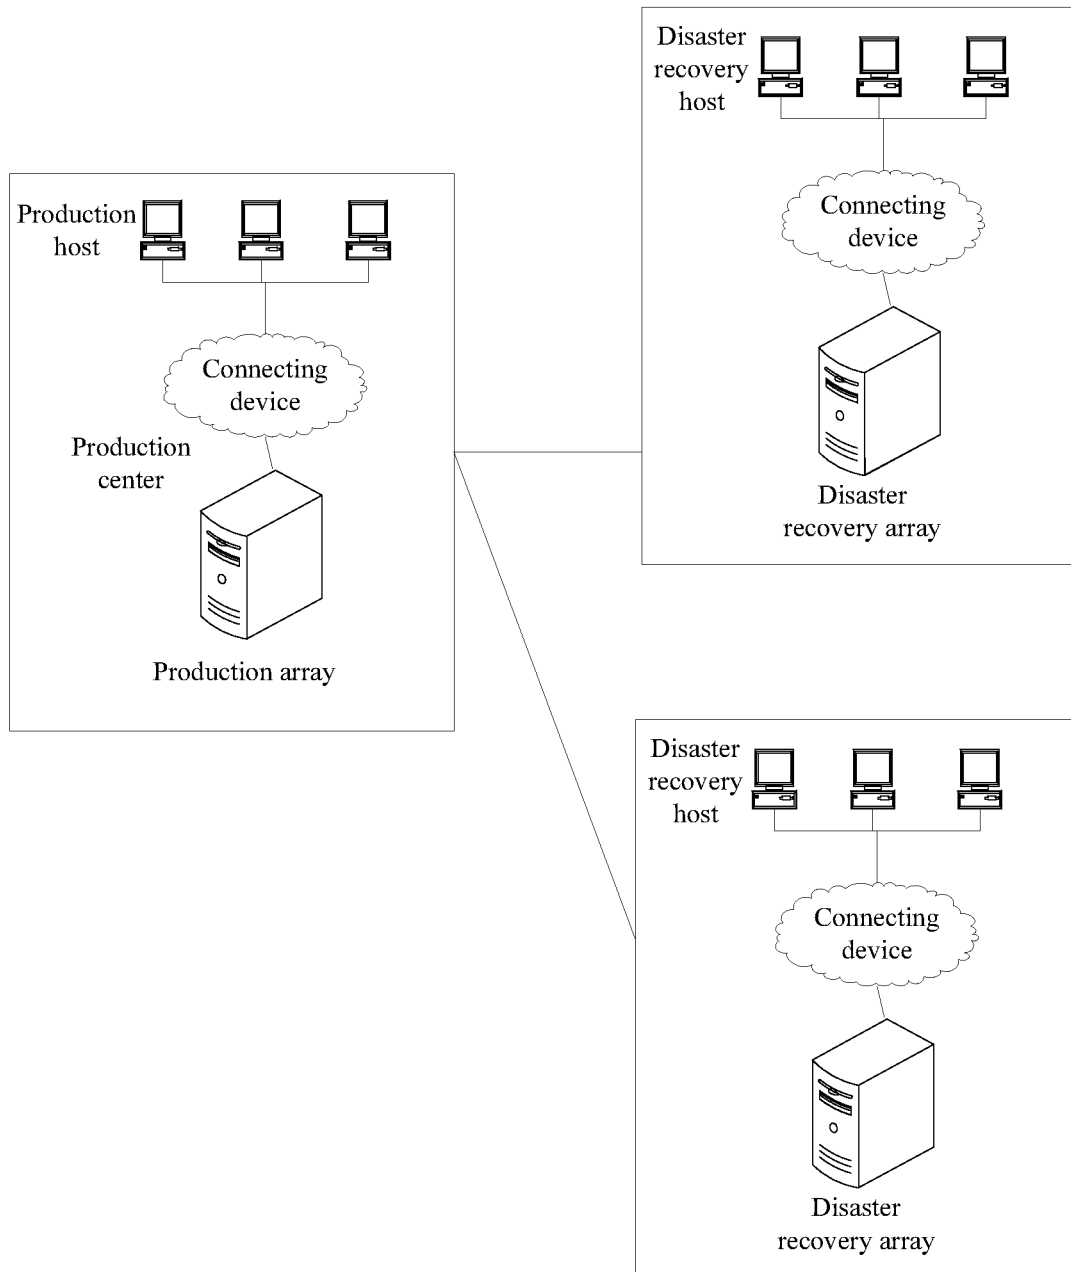 Production
host
Connecting
device
Production
center
Production array
Disaster
recovery
host
Connecting
device
Disaster
recovery array
Disaster
recovery
host
Connecting
device
Disaster
recovery array